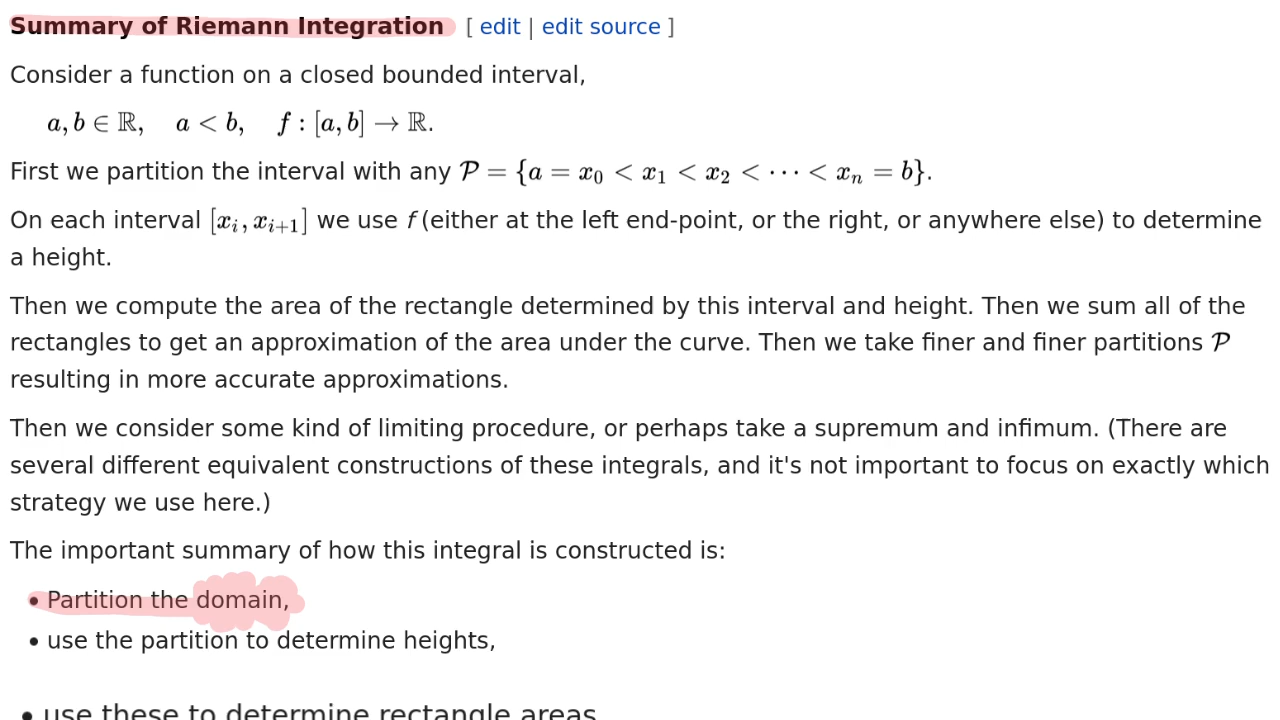 Summary of Riemann Integration [ edit | edit source ]
Consider a function on a closed bounded interval,
a, b ∈ ℝ, a < b, f : [a, b] → ℝ.
First we partition the interval with any 𝒫 = {a = x₀ < x₁ < x₂ < ⋯ < xₙ = b}.
On each interval [xᵢ, xᵢ₊₁] we use f (either at the left end-point, or the right, or anywhere else) to determine
a height.
Then we compute the area of the rectangle determined by this interval and height. Then we sum all of the
rectangles to get an approximation of the area under the curve. Then we take finer and finer partitions 𝒫
resulting in more accurate approximations.
Then we consider some kind of limiting procedure, or perhaps take a supremum and infimum. (There are
several different equivalent constructions of these integrals, and it's not important to focus on exactly which
strategy we use here.)
The important summary of how this integral is constructed is:
• Partition the domain,
• use the partition to determine heights,
• use these to determine rectangle areas